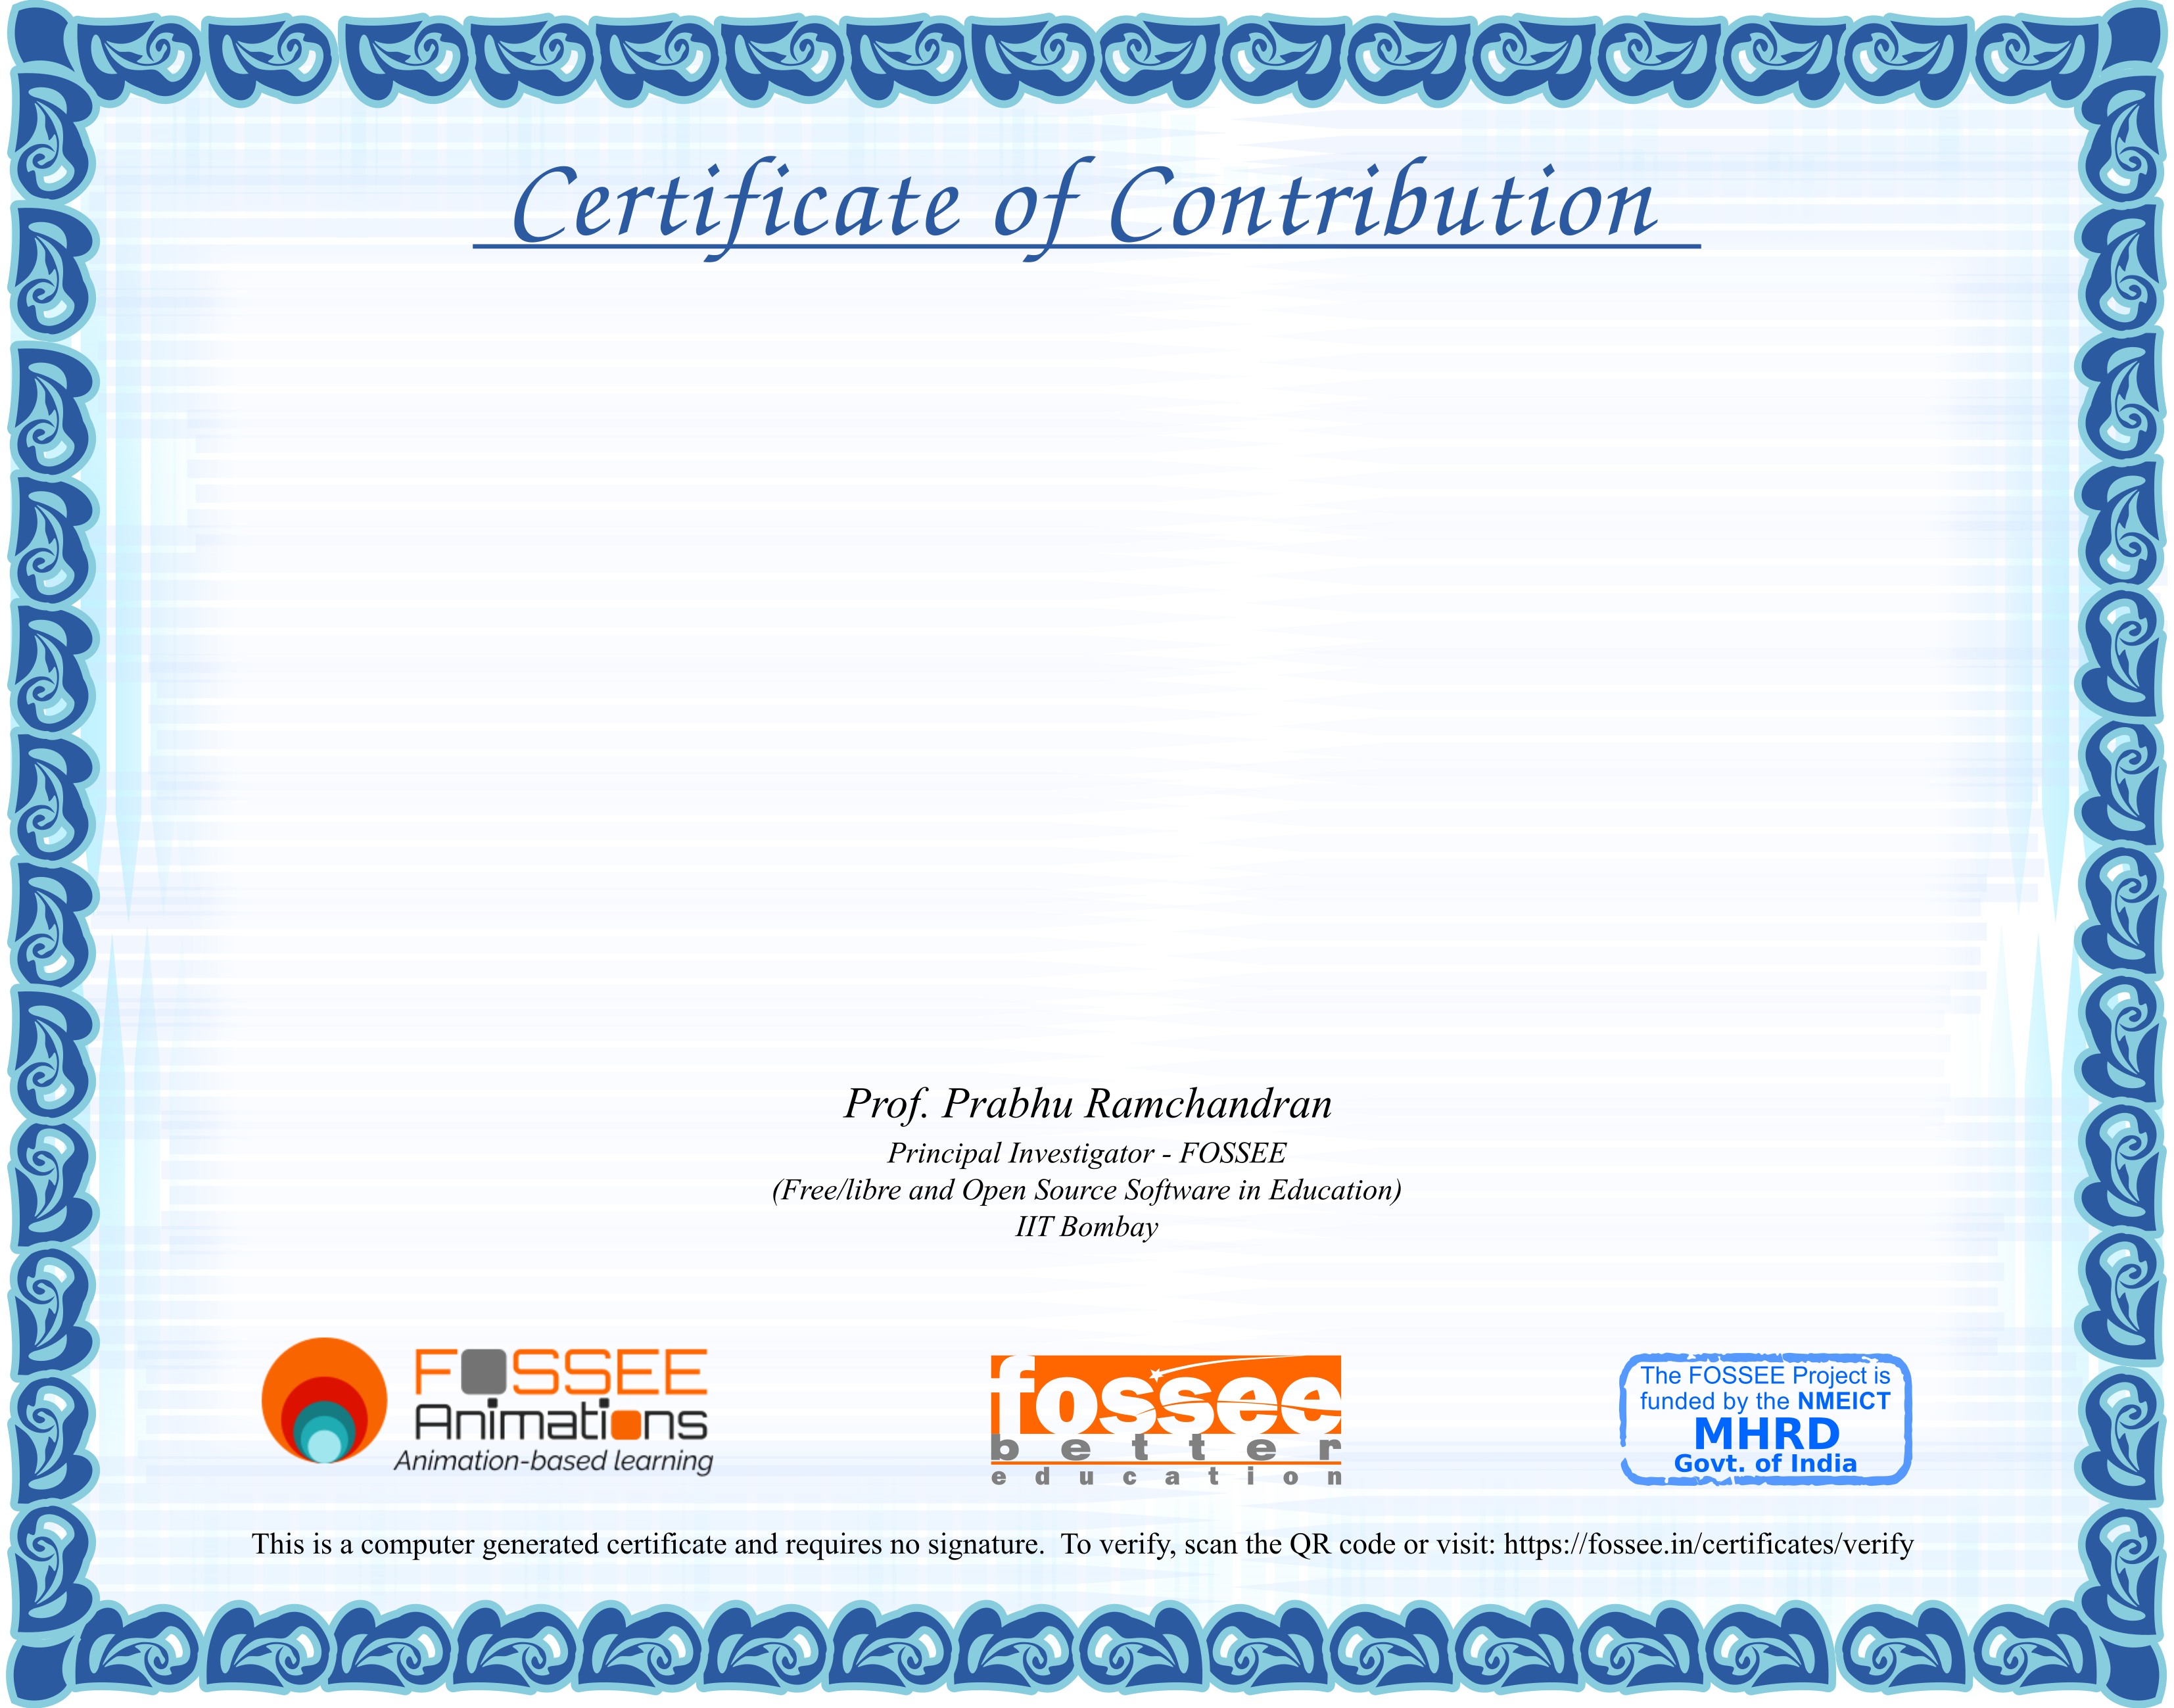 Certificate of Contribution
Prof. Prabhu Ramchandran
Principal Investigator - FOSSEE
(Free/libre and Open Source Software in Education)
IIT Bombay
FOSSEE
Animations
Animation-based learning
fossee
better
education
The FOSSEE Project is
funded by the NMEICT
MHRD
Govt. of India
This is a computer generated certificate and requires no signature. To verify, scan the QR code or visit: https://fossee.in/certificates/verify